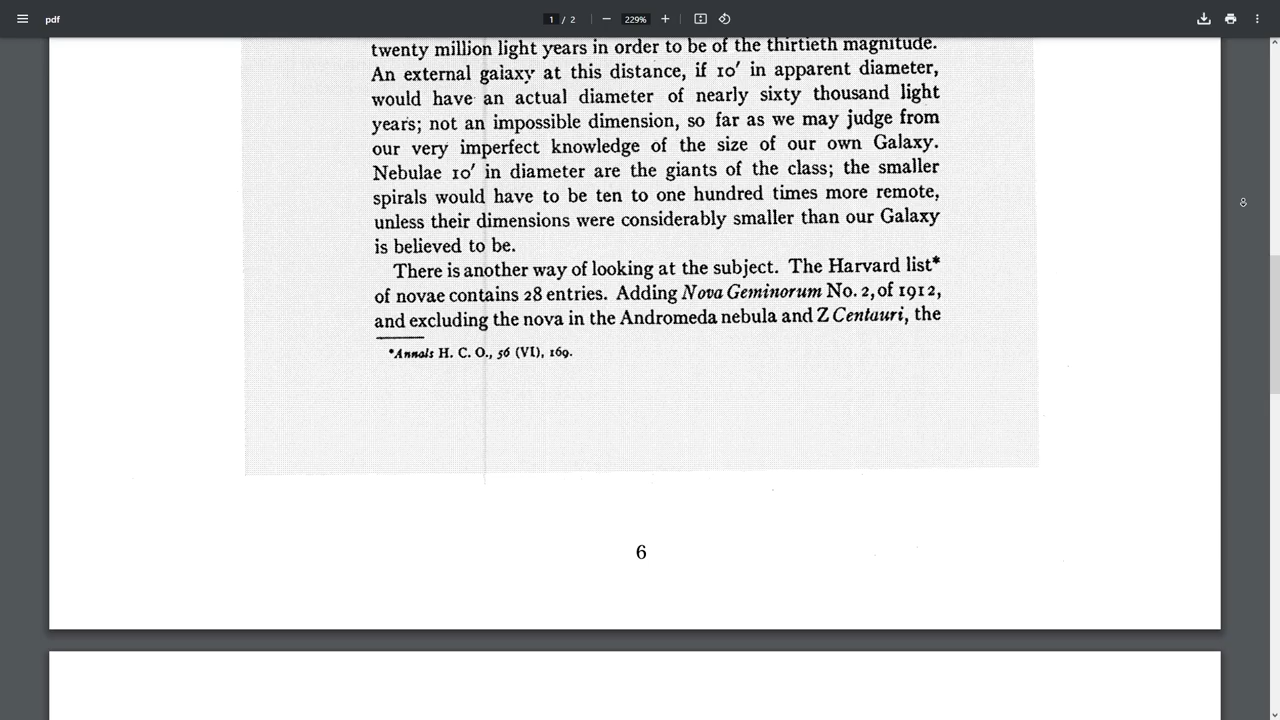 pdf
1 / 2
229%
twenty million light years in order to be of the thirtieth magnitude.
An external galaxy at this distance, if 10′ in apparent diameter,
would have an actual diameter of nearly sixty thousand light
years; not an impossible dimension, so far as we may judge from
our very imperfect knowledge of the size of our own Galaxy.
Nebulae 10′ in diameter are the giants of the class; the smaller
spirals would have to be ten to one hundred times more remote,
unless their dimensions were considerably smaller than our Galaxy
is believed to be.
There is another way of looking at the subject. The Harvard list*
of novae contains 28 entries. Adding Nova Geminorum No. 2, of 1912,
and excluding the nova in the Andromeda nebula and Z Centauri, the
*Annals H. C. O., 56 (VI), 169.
6